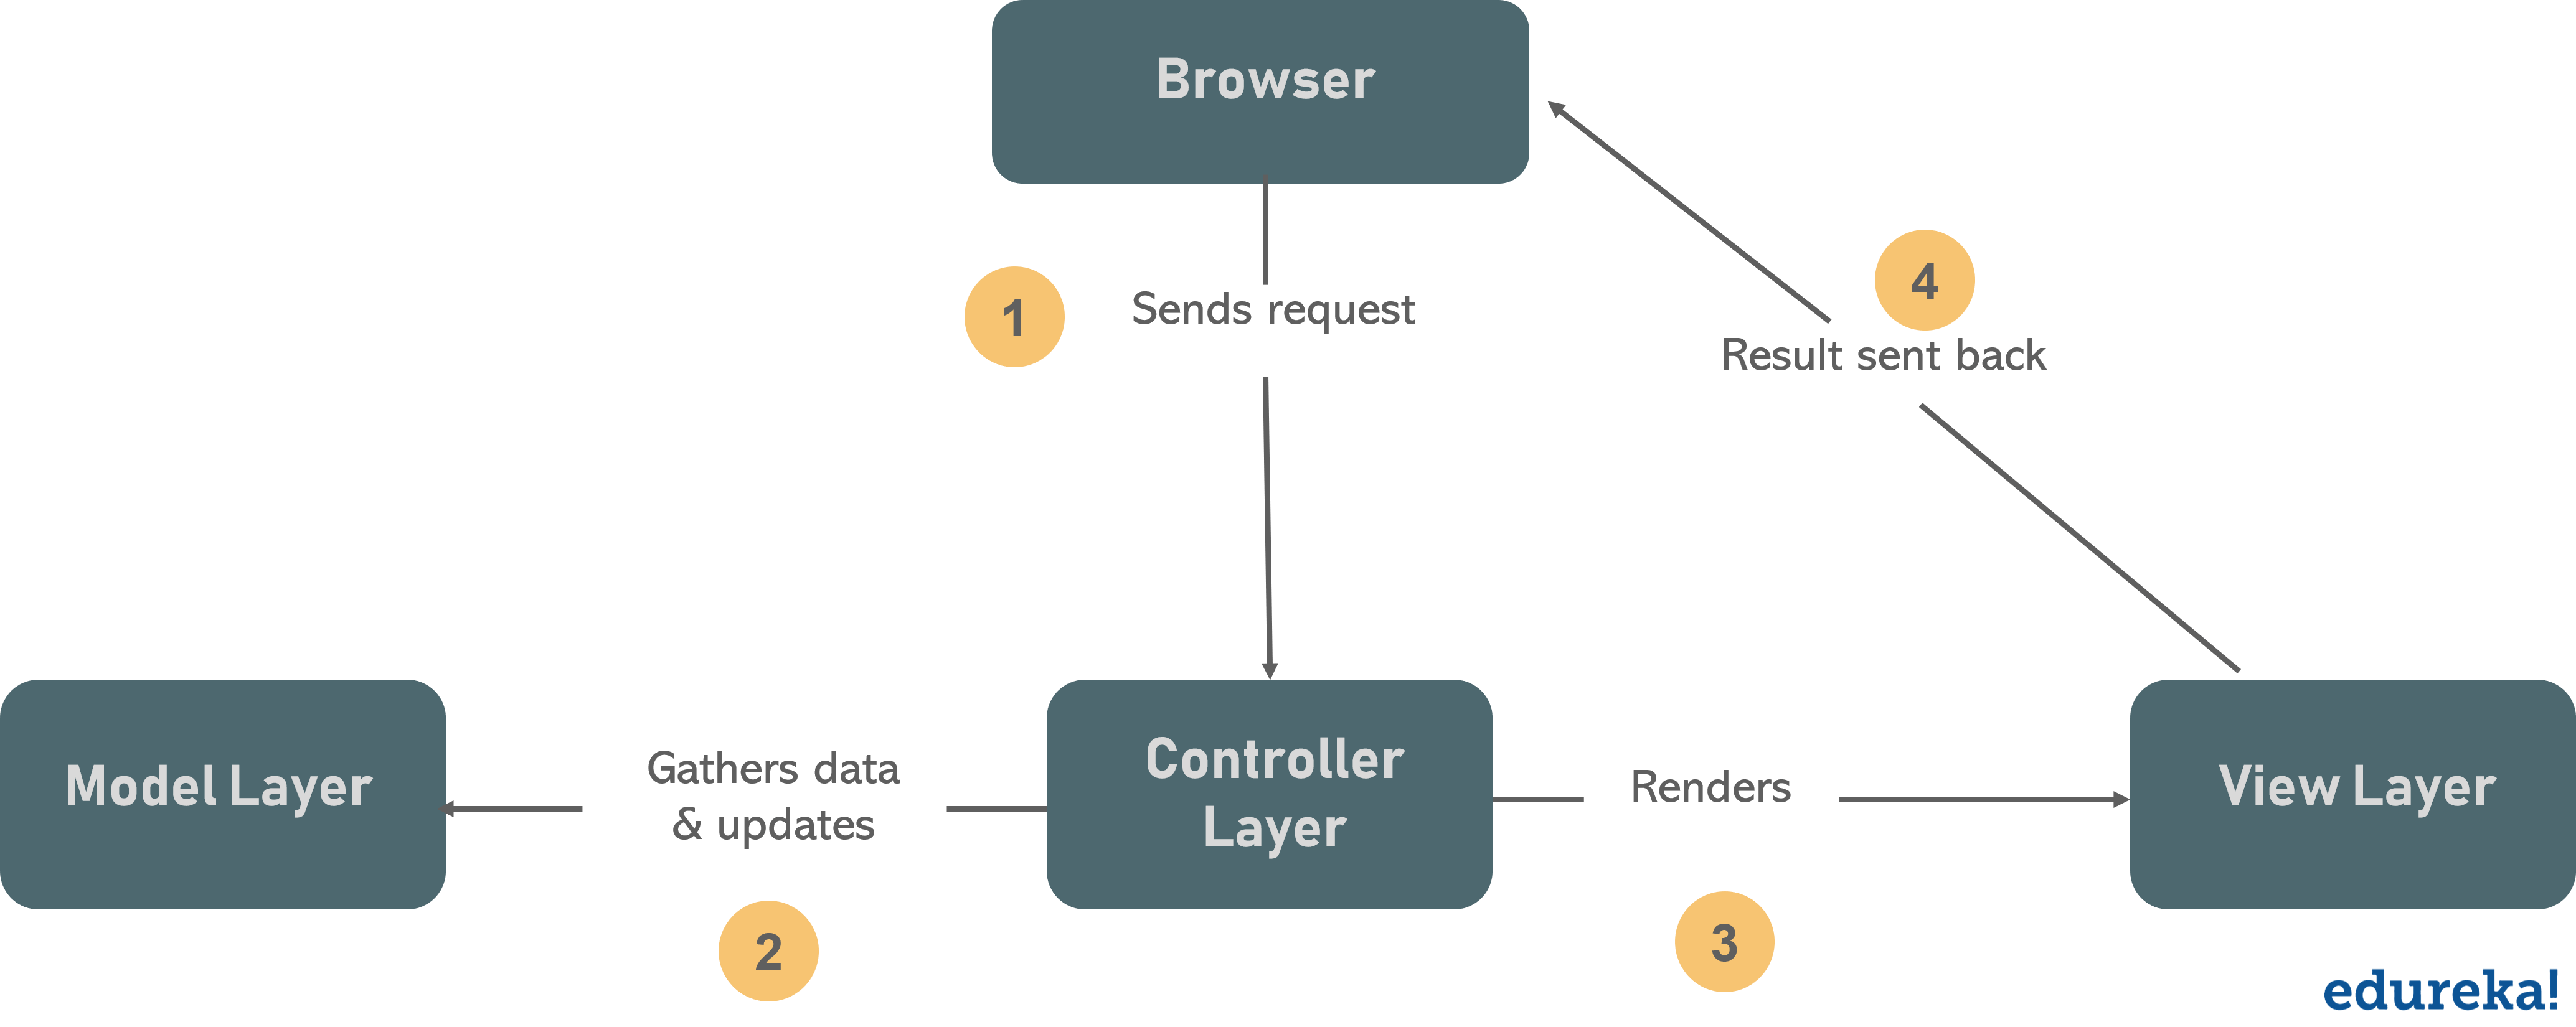 Browser
1
Sends request
4
Result sent back
Model Layer
Gathers data
& updates
2
Controller
Layer
Renders
3
View Layer
edureka!